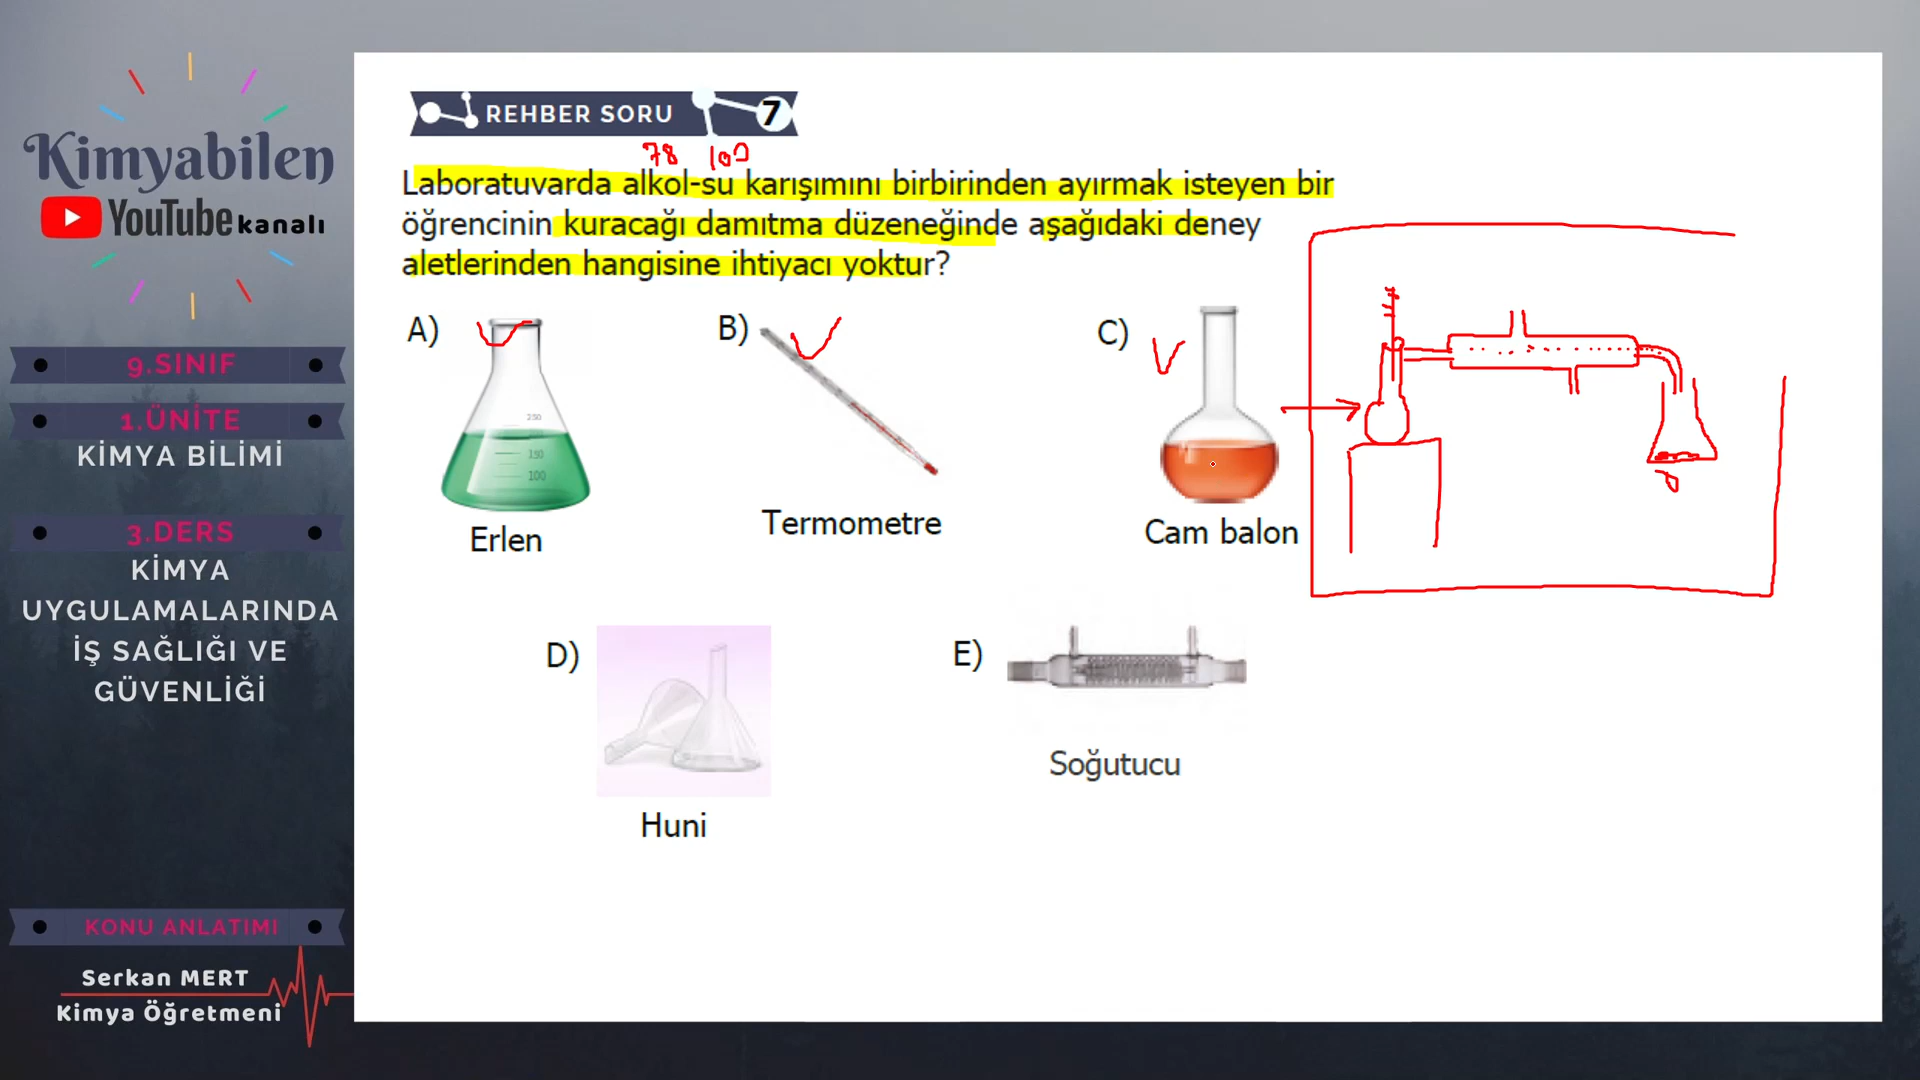 Kimyabilen
YouTube kanalı
9.SINIF
1.ÜNİTE
KİMYA BİLİMİ
3.DERS
KİMYA
UYGULAMALARINDA
İŞ SAĞLIĞI VE
GÜVENLİĞİ
KONU ANLATIMI
Serkan MERT
Kimya Öğretmeni
REHBER SORU 7
78 100
Laboratuvarda alkol-su karışımını birbirinden ayırmak isteyen bir
öğrencinin kuracağı damıtma düzeneğinde aşağıdaki deney
aletlerinden hangisine ihtiyacı yoktur?
A)
250
150
100
Erlen
B)
Termometre
C)
Cam balon
D)
Huni
E)
Soğutucu